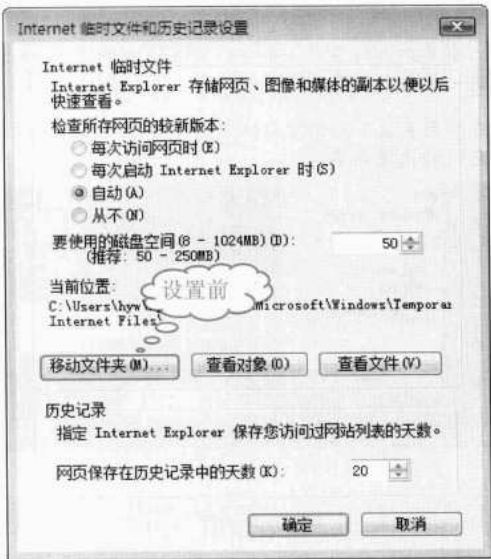 Internet 临时文件和历史记录设置
Internet 临时文件
Internet Explorer 存储网页、图像和媒体的副本以便以后
快速查看。
检查所存网页的较新版本:
每次访问网页时(E)
每次启动 Internet Explorer 时(S)
自动(A)
从不(N)
要使用的磁盘空间(8 - 1024MB)(D):
50
(推荐: 50 - 250MB)
当前位置:
设置前
C:\Users\hyw\ icrosoft\Windows\Temporar
Internet Files\
移动文件夹(M)... 查看对象(O) 查看文件(V)
历史记录
指定 Internet Explorer 保存您访问过网站列表的天数。
网页保存在历史记录中的天数(K): 20
确定 取消